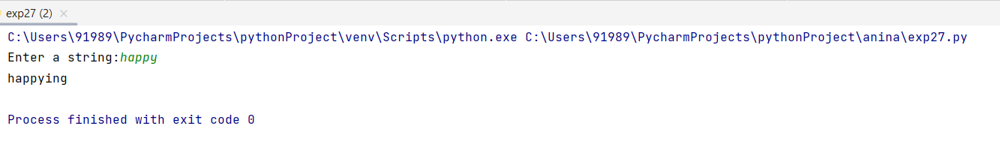 exp27 (2) ×
C:\Users\91989\PycharmProjects\pythonProject\venv\Scripts\python.exe C:\Users\91989\PycharmProjects\pythonProject\anina\exp27.py
Enter a string:happy
happying
Process finished with exit code 0